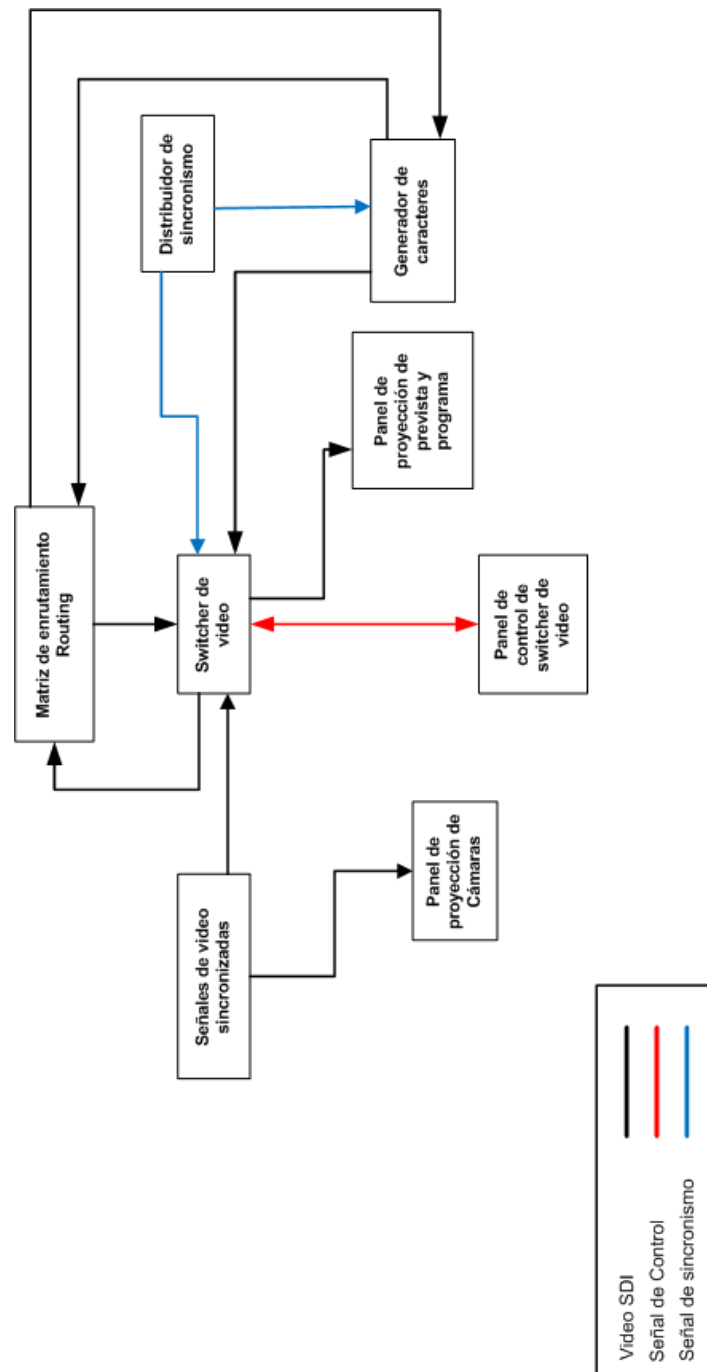 Matriz de enrutamiento
Routing
Distribuidor de
sincronismo
Señales de video
sincronizadas
Switcher de
video
Generador de
caracteres
Panel de
proyección de
Cámaras
Panel de
control de
switcher de
vídeo
Panel de
proyección de
prevista y
programa
Video SDI
Señal de Control
Señal de sincronismo